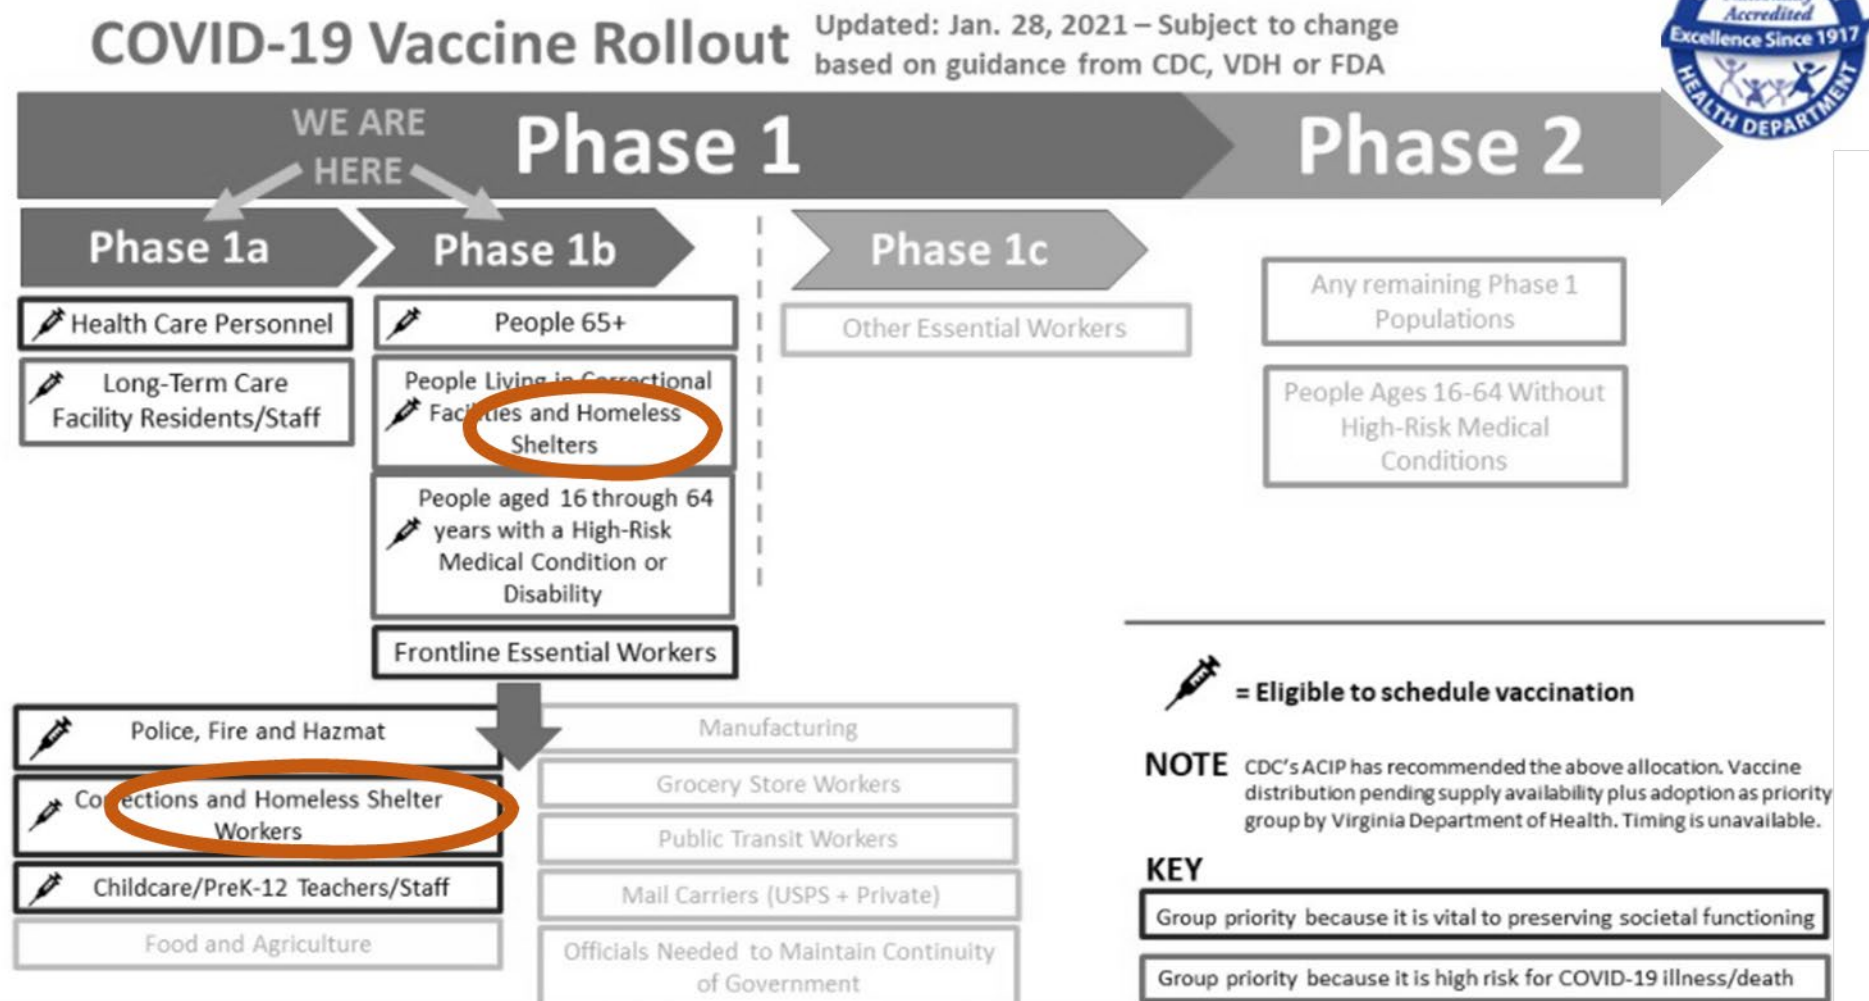 COVID-19 Vaccine Rollout
Updated: Jan. 28, 2021 – Subject to change
based on guidance from CDC, VDH or FDA
Accredited
Excellence Since 1917
HEALTH DEPARTMENT
WE ARE
HERE
Phase 1
Phase 2
Phase 1a
Phase 1b
Phase 1c
Health Care Personnel
Long-Term Care
Facility Residents/Staff
People 65+
People Living in Correctional
Facilities and Homeless
Shelters
People aged 16 through 64
years with a High-Risk
Medical Condition or
Disability
Frontline Essential Workers
Other Essential Workers
Any remaining Phase 1
Populations
People Ages 16-64 Without
High-Risk Medical
Conditions
Police, Fire and Hazmat
Corrections and Homeless Shelter
Workers
Childcare/PreK-12 Teachers/Staff
Food and Agriculture
Manufacturing
Grocery Store Workers
Public Transit Workers
Mail Carriers (USPS + Private)
Officials Needed to Maintain Continuity
of Government
= Eligible to schedule vaccination
NOTE CDC's ACIP has recommended the above allocation. Vaccine
distribution pending supply availability plus adoption as priority
group by Virginia Department of Health. Timing is unavailable.
KEY
Group priority because it is vital to preserving societal functioning
Group priority because it is high risk for COVID-19 illness/death